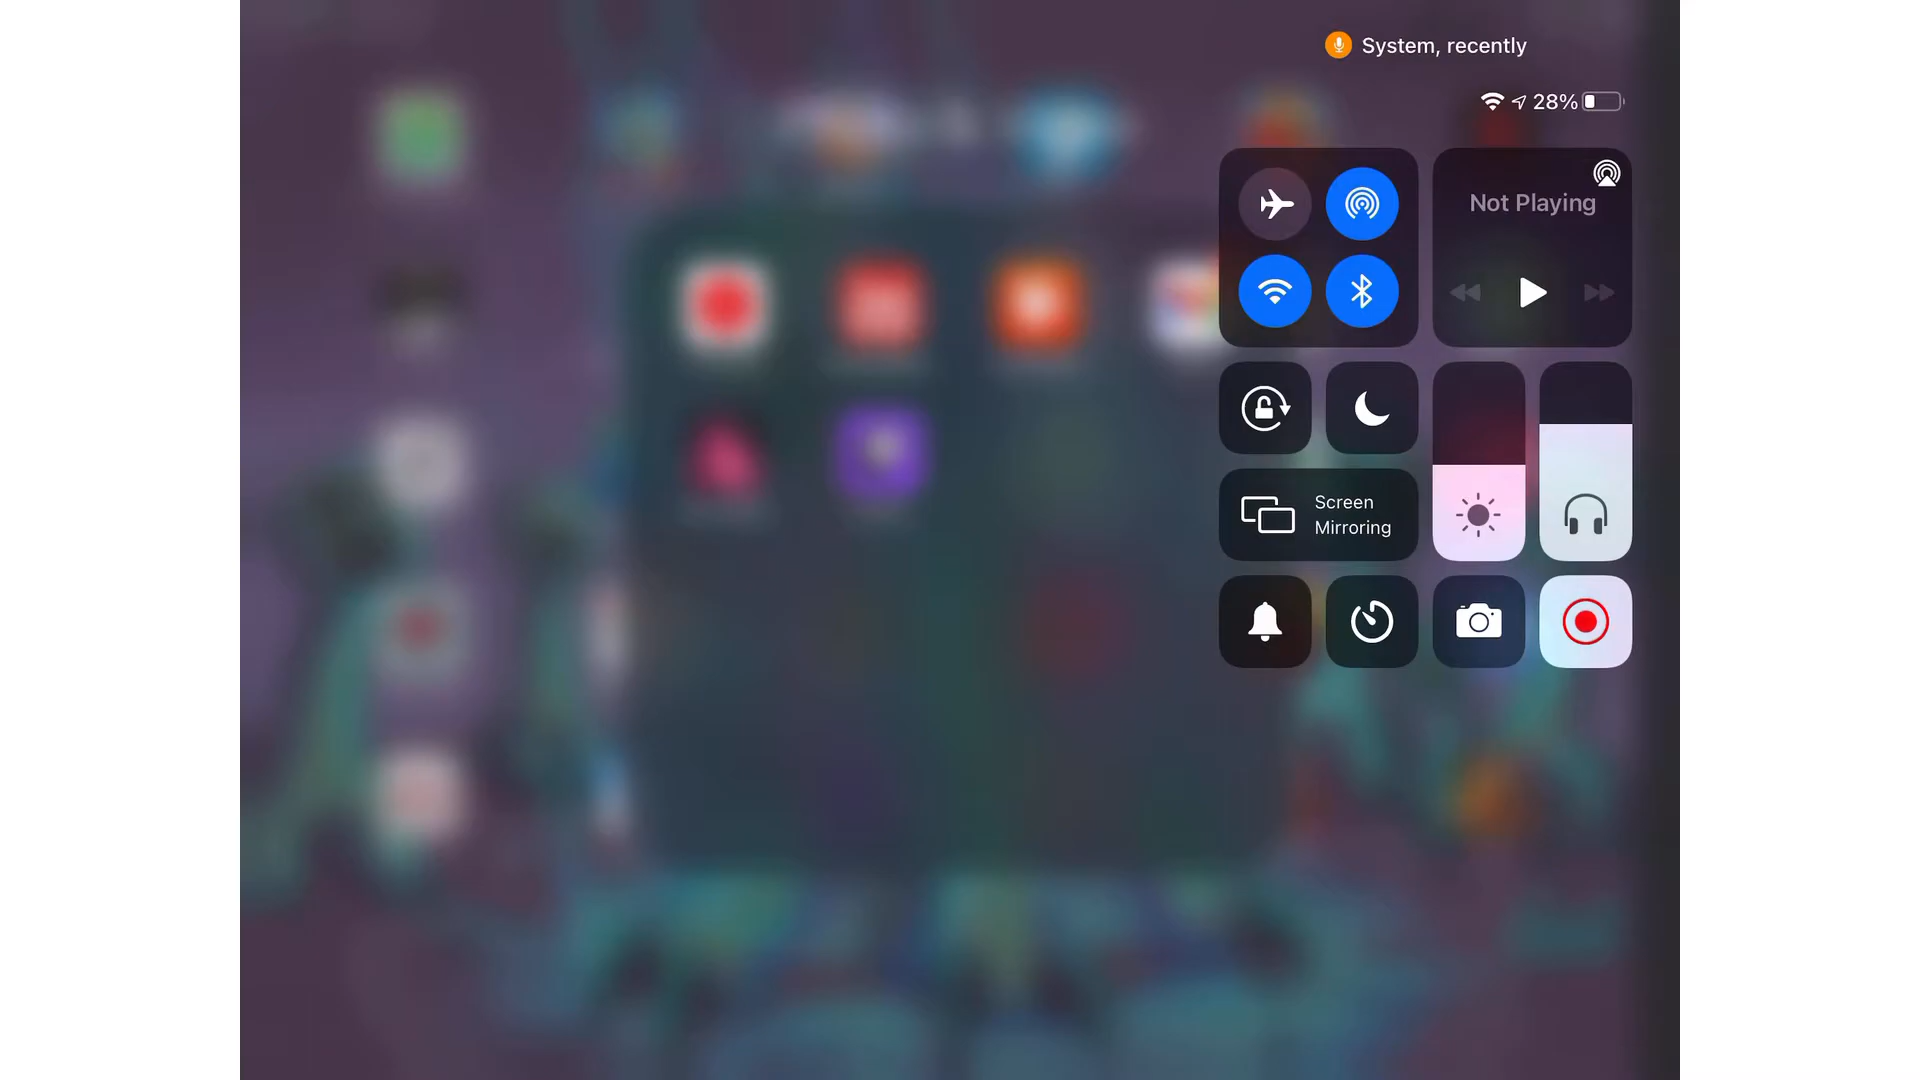 System, recently
28%
Not Playing
Screen
Mirroring